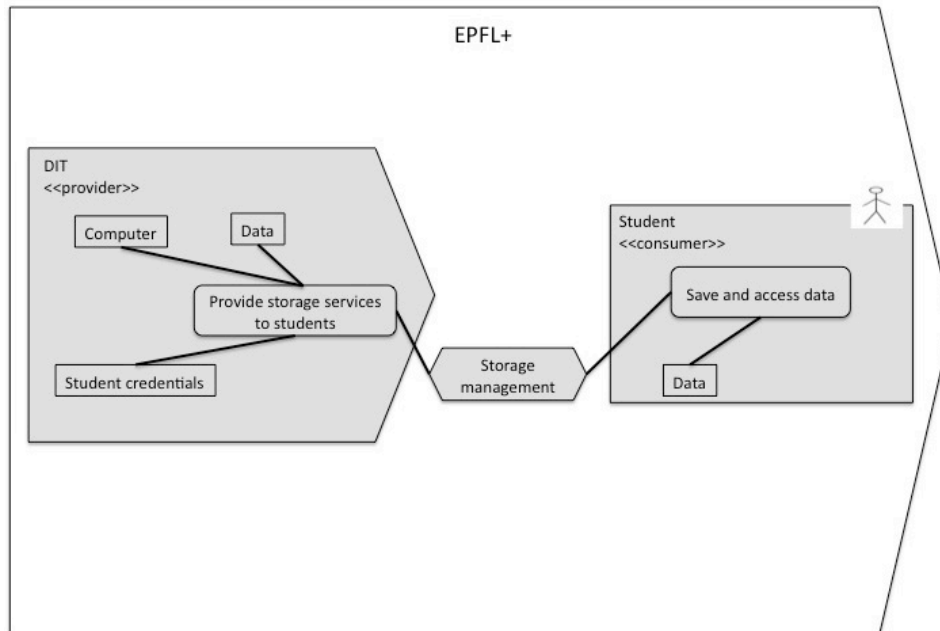 EPFL+
DIT
<<provider>>
Computer
Data
Provide storage services
to students
Student credentials
Storage
management
Student
<<consumer>>
Save and access data
Data